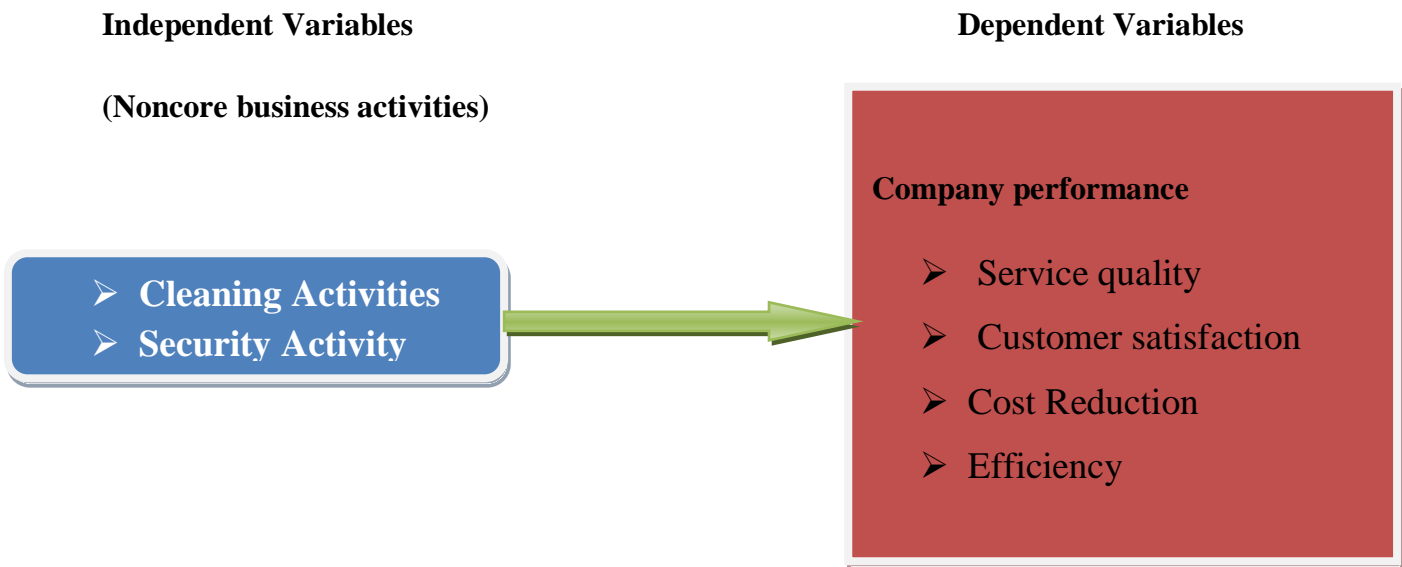 Independent Variables
(Noncore business activities)
➢ Cleaning Activities
➢ Security Activity
Dependent Variables
Company performance
➢ Service quality
➢ Customer satisfaction
➢ Cost Reduction
➢ Efficiency